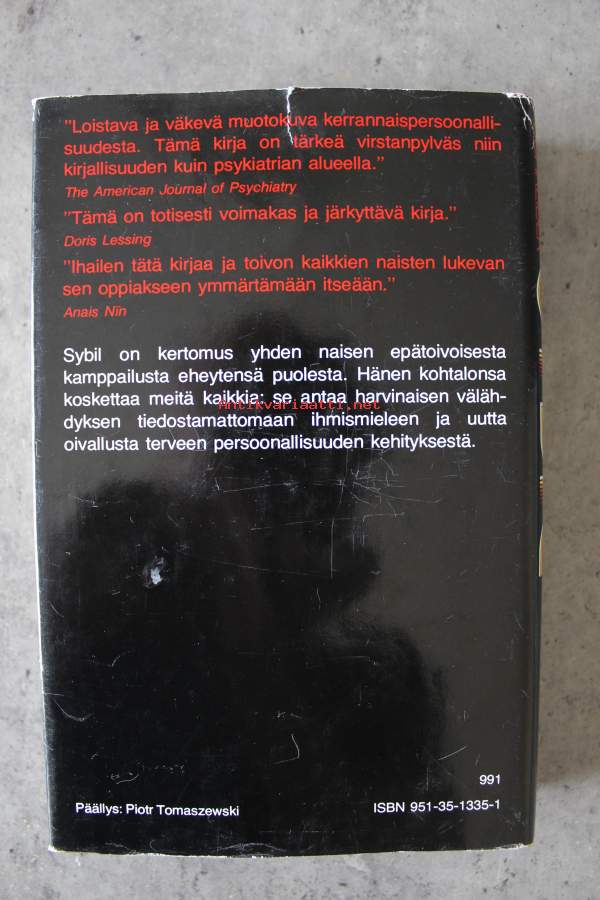 "Loistava ja väkevä muotokuva kerrannaispersoonalli-
suudesta. Tämä kirja on tärkeä virstanpylväs niin
kirjallisuuden kuin psykiatrian alueella."
The American Journal of Psychiatry
"Tämä on totisesti voimakas ja järkyttävä kirja."
Doris Lessing
"Ihailen tätä kirjaa ja toivon kaikkien naisten lukevan
sen oppiakseen ymmärtämään itseään."
Anais Nin
Sybil on kertomus yhden naisen epätoivoisesta
kamppailusta eheytensä puolesta. Hänen kohtalonsa
koskettaa meitä kaikkia: se antaa harvinaisen väläh-
Antikvariaatti.net
dyksen tiedostamattomaan ihmismieleen ja uutta
oivallusta terveen persoonallisuuden kehityksestä.
991
Päällys: Piotr Tomaszewski
ISBN 951-35-1335-1